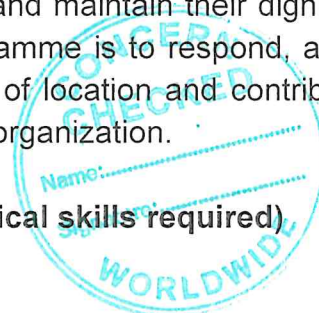 and maintain their dign
amme is to respond, a
of location and contrib
organization.
ical skills required)
CONCERN
CHECKED
Name:
Signature:
WORLDWIDE